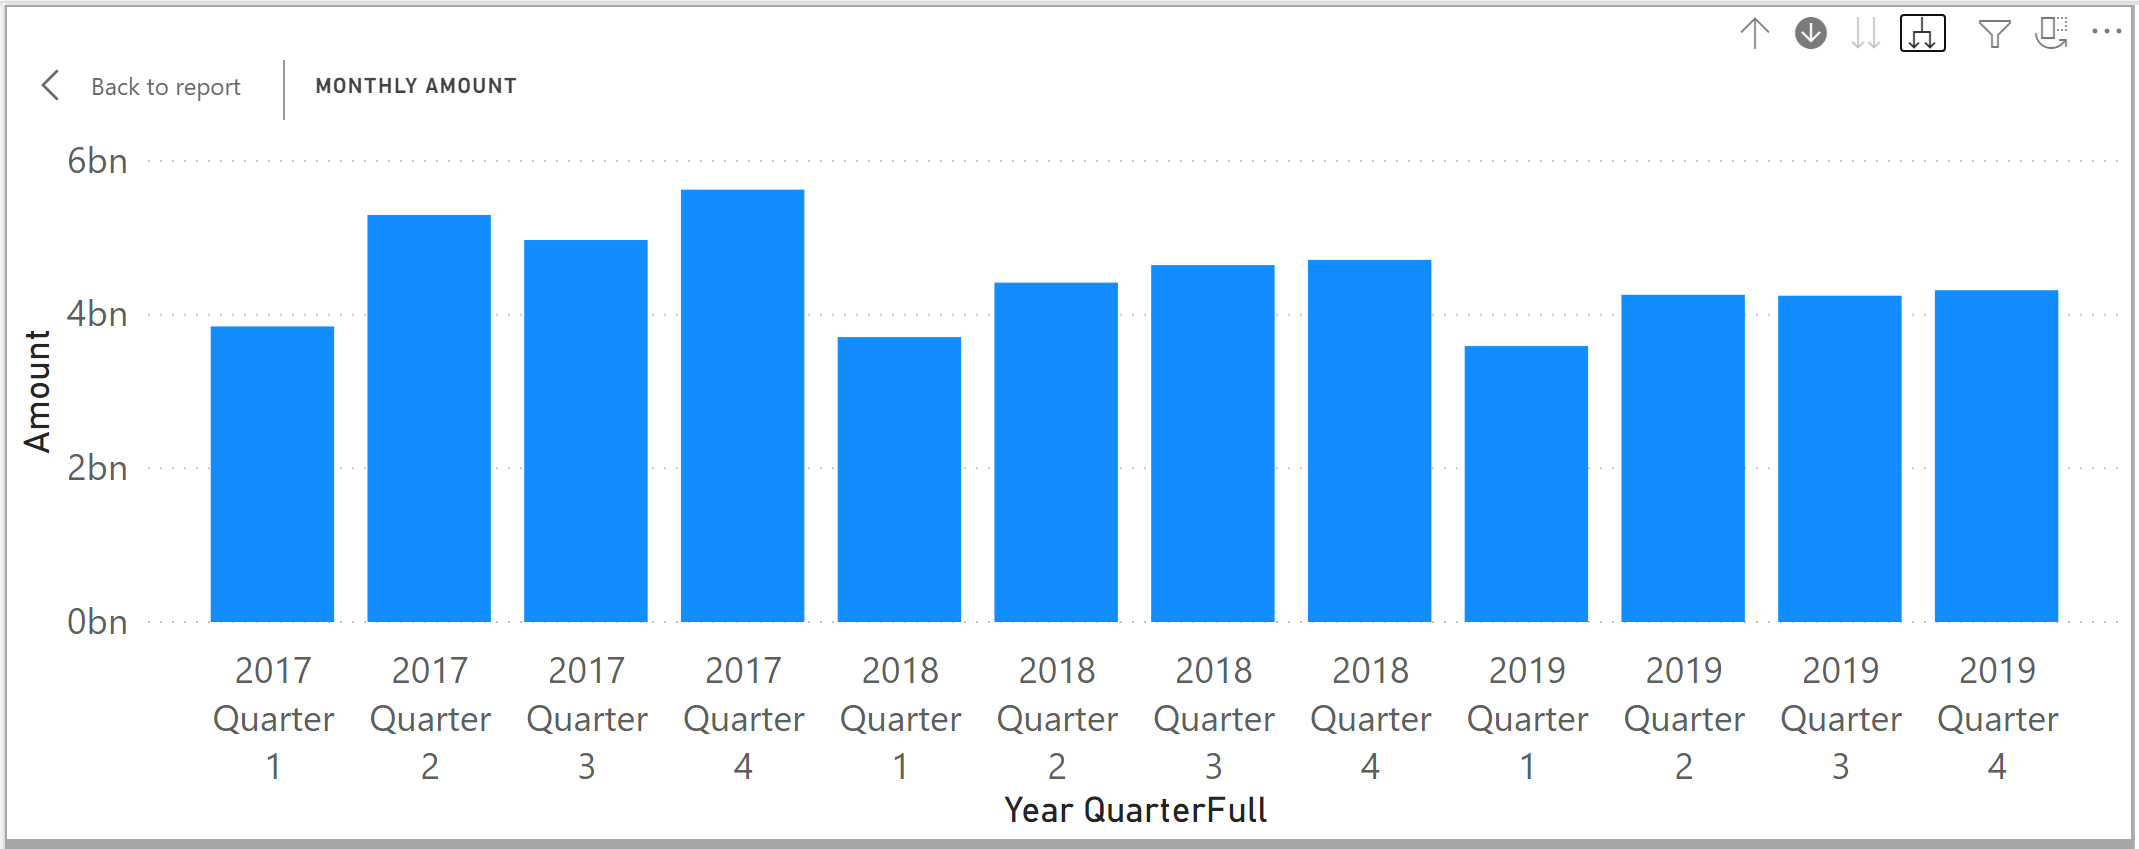 Back to report
MONTHLY AMOUNT
6bn
4bn
2bn
0bn
Amount
2017 Quarter 1
2017 Quarter 2
2017 Quarter 3
2017 Quarter 4
2018 Quarter 1
2018 Quarter 2
2018 Quarter 3
2018 Quarter 4
2019 Quarter 1
2019 Quarter 2
2019 Quarter 3
2019 Quarter 4
Year QuarterFull